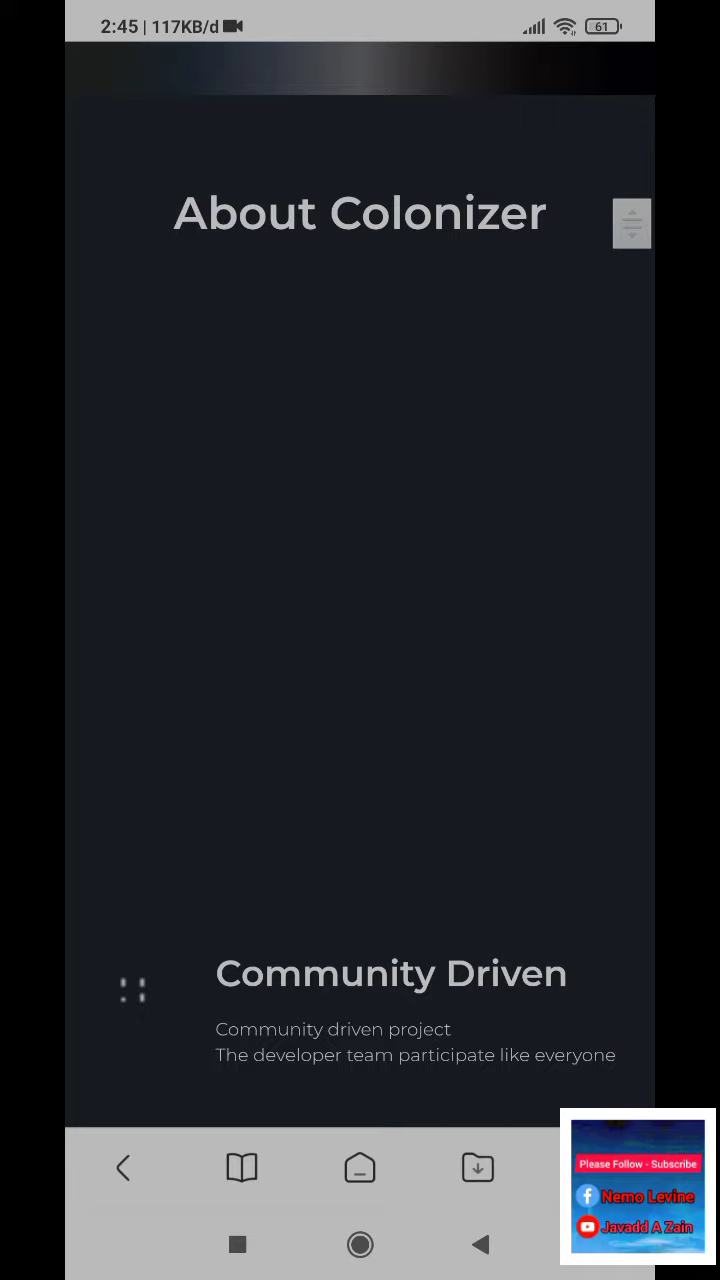 2:45 | 117KB/d
61
About Colonizer
Community Driven
Community driven project
The developer team participate like everyone
Please Follow - Subscribe
Nemo Levine
Javadd A Zain